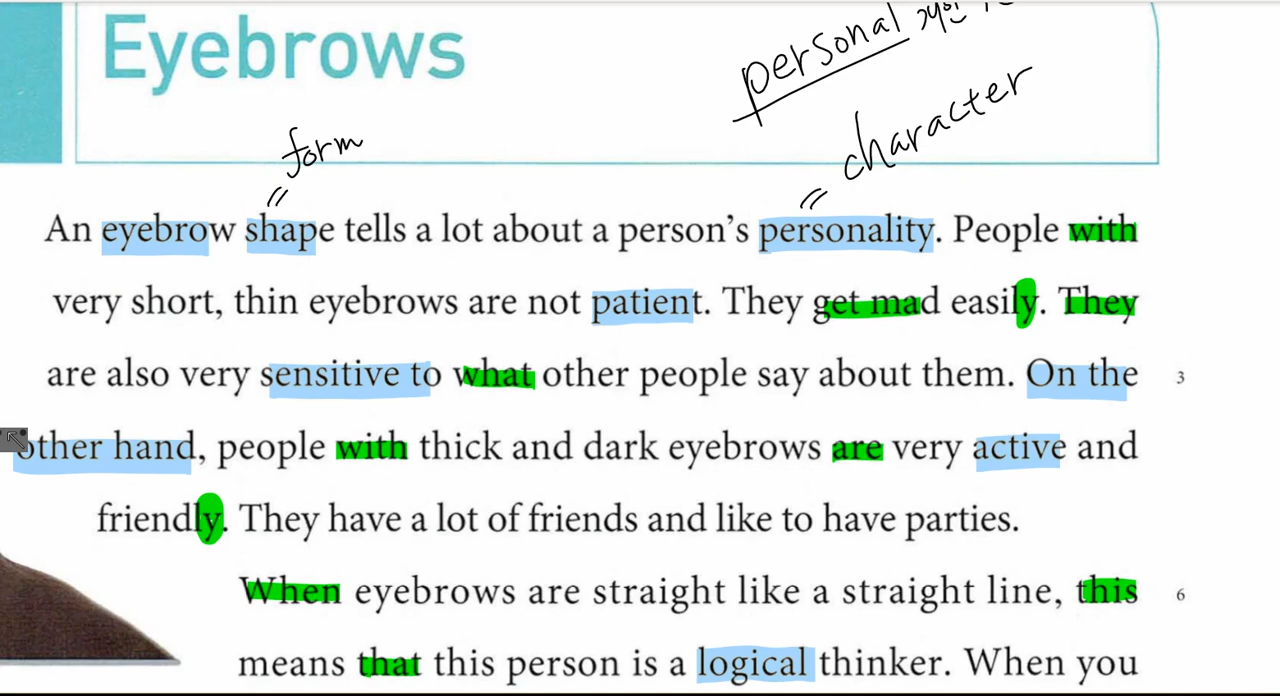 Eyebrows
personal 개인
form
character
An eyebrow shape tells a lot about a person's personality. People with
very short, thin eyebrows are not patient. They get mad easily. They
are also very sensitive to what other people say about them. On the
3
other hand, people with thick and dark eyebrows are very active and
friendly. They have a lot of friends and like to have parties.
When eyebrows are straight like a straight line, this
6
means that this person is a logical thinker. When you